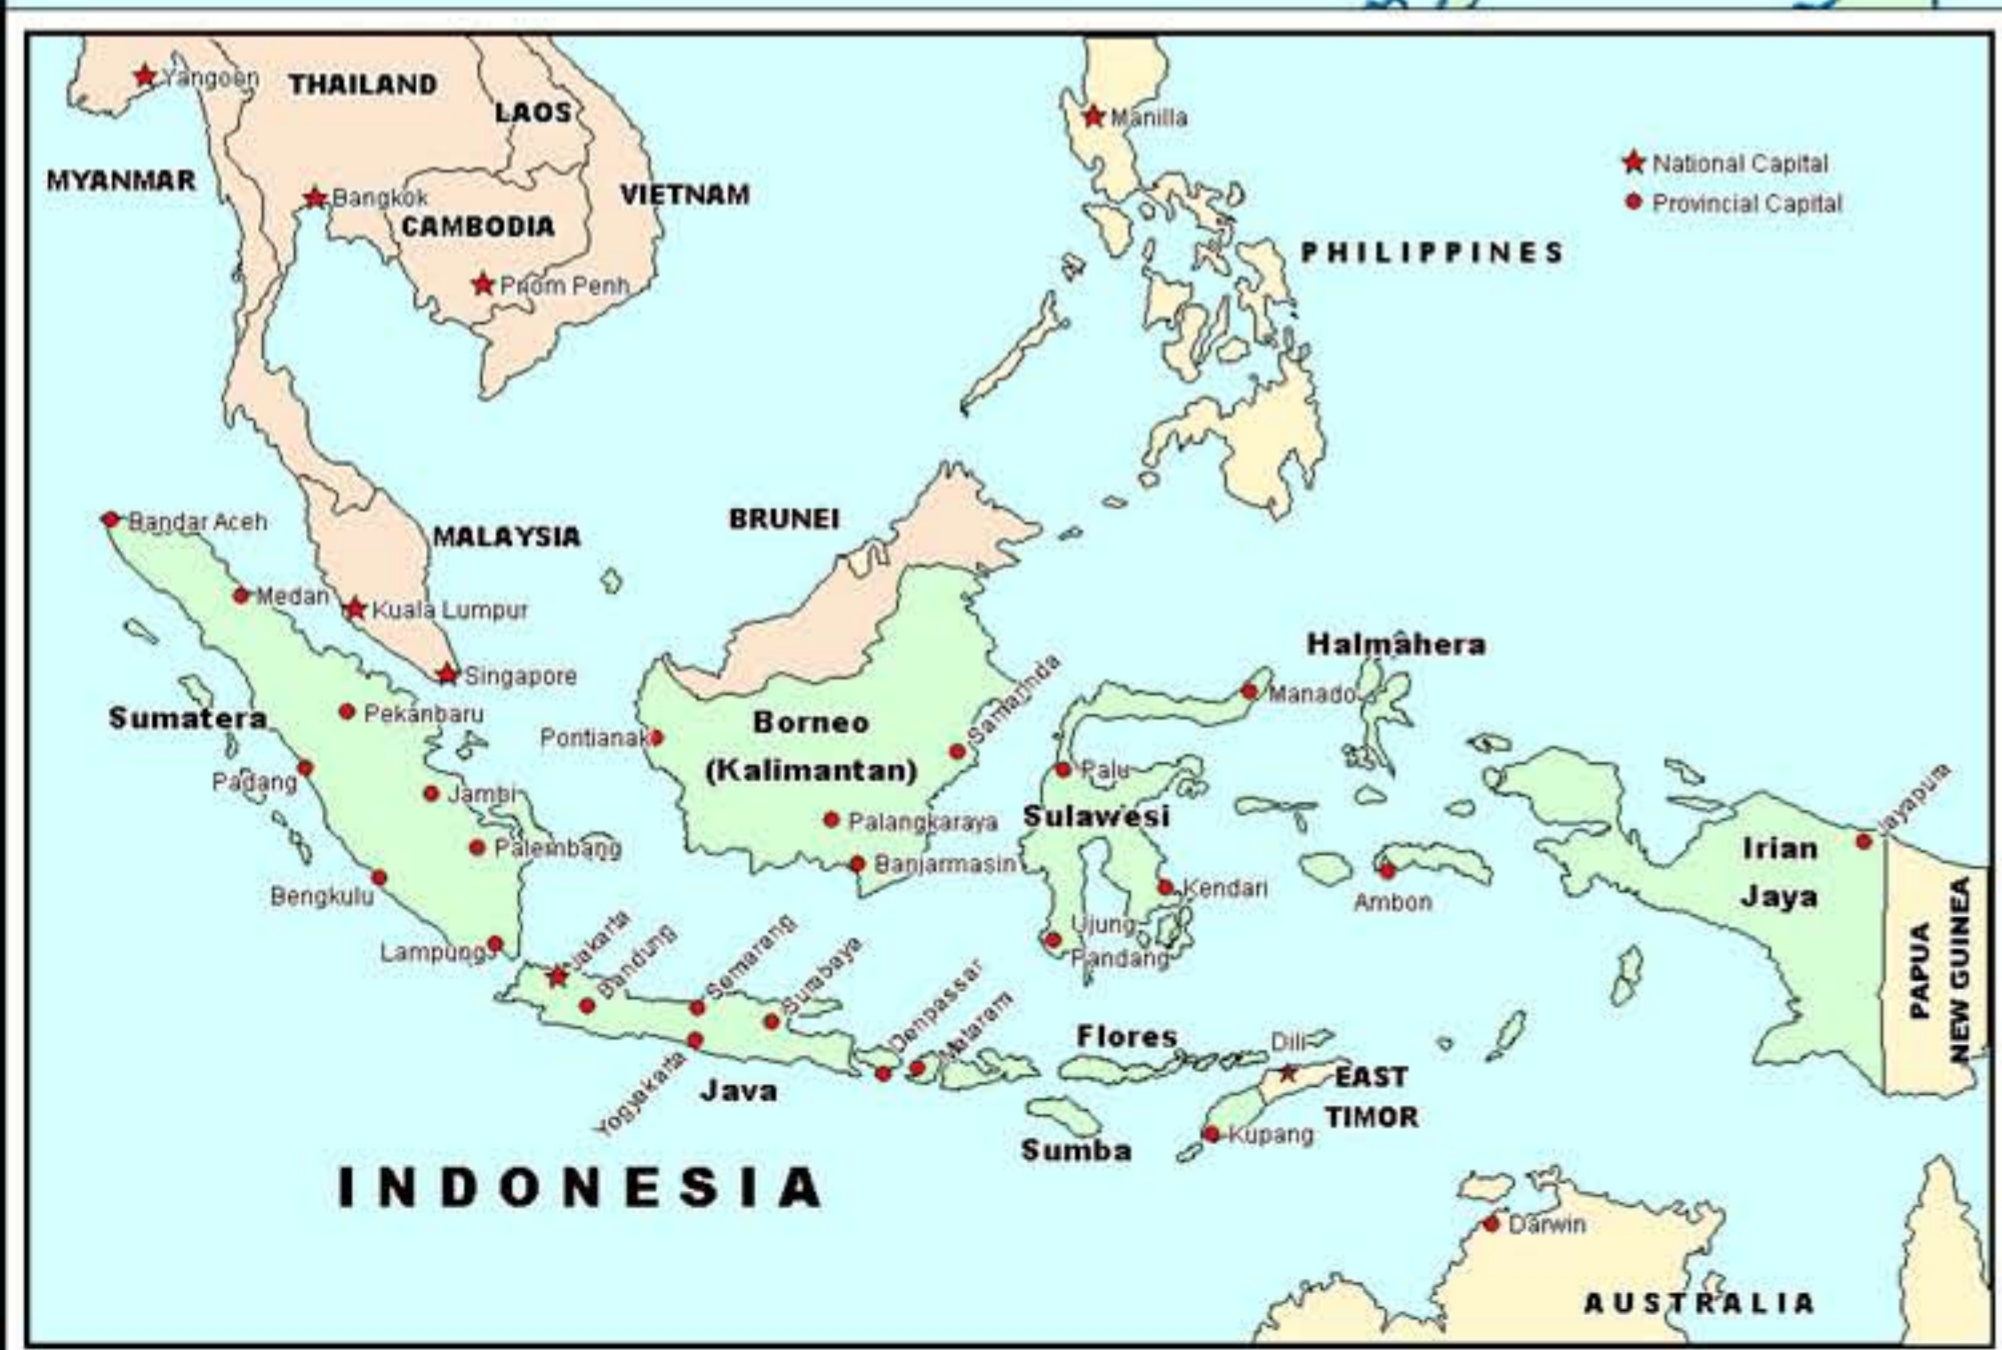 Yangoen
THAILAND
LAOS
Manilla
National Capital
MYANMAR
Bangkok
VIETNAM
Provincial Capital
CAMBODIA
PHILIPPINES
Pnom Penh
Bandar Aceh
MALAYSIA
BRUNEI
Medan
Kuala Lumpur
Halmahera
Singapore
Samarinda
Manado
Sumatera
Pekanbaru
Borneo
(Kalimantan)
Pontianak
Padang
Jambi
Palu
Jayapura
Palangkaraya
Sulawesi
Palembang
Irian
Jaya
Banjarmasin
Bengkulu
Kendari
Ambon
Lampung
Jakarta
Bandung
Semarang
Surabaya
Ujung
Pandang
PAPUA
NEW GUINEA
Denpassar
Mataram
Flores
Dili
EAST
TIMOR
Yogyakarta
Java
Sumba
Kupang
INDONESIA
Darwin
AUSTRALIA